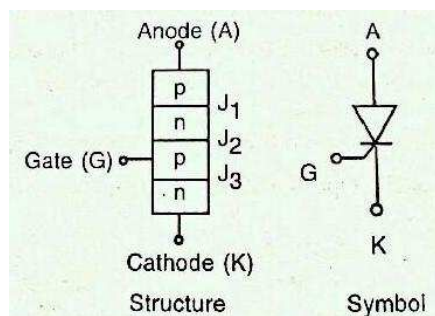 Anode (A)
p
J1
n
J2
Gate (G)
p
J3
n
Cathode (K)
Structure
A
G
K
Symbol